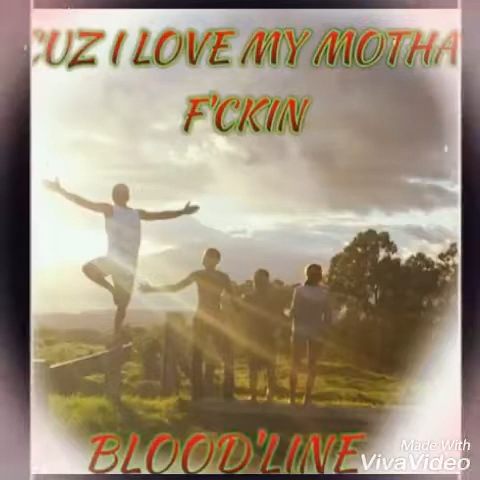 CUZ I LOVE MY MOTHA
F'CKIN
BLOOD'LINE
Made With
VivaVideo